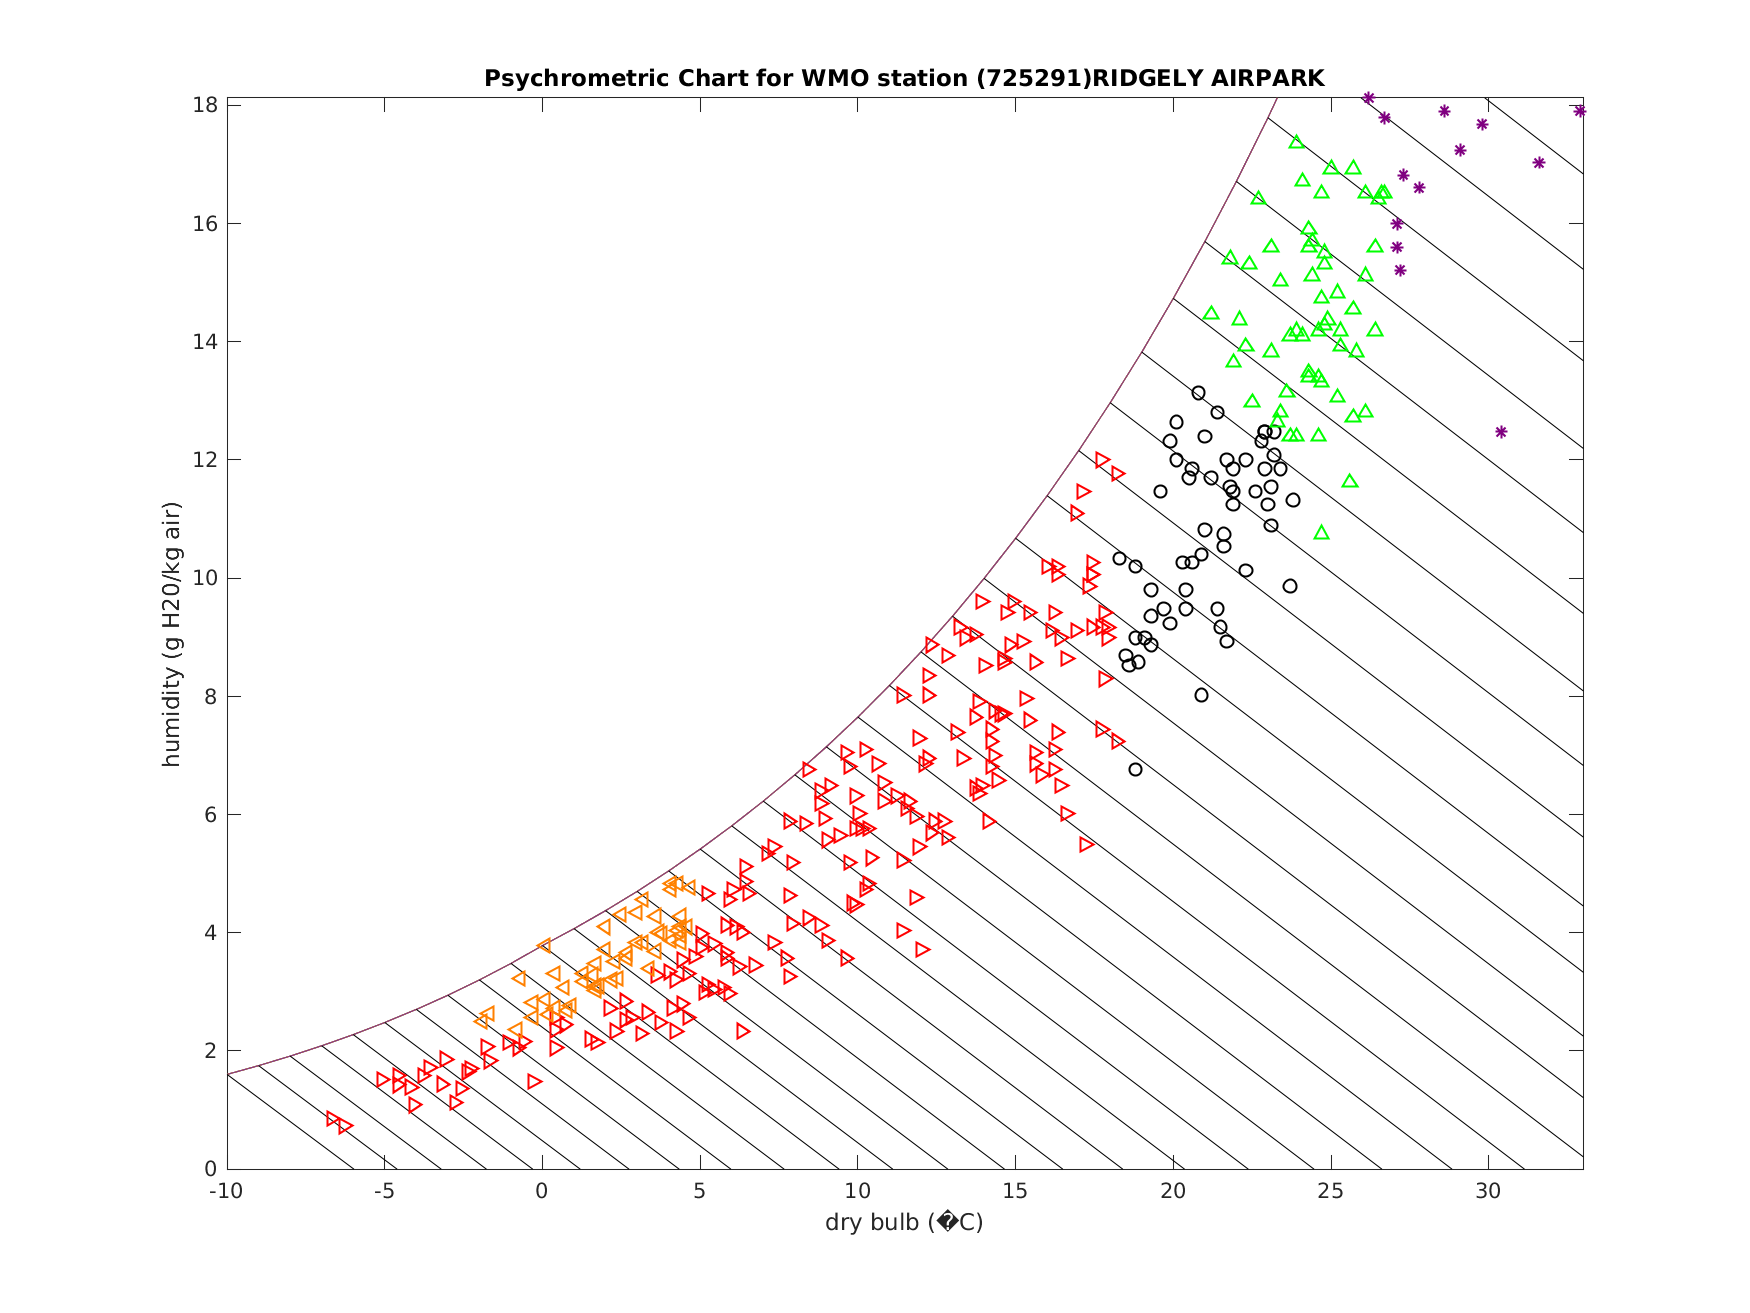 Psychrometric Chart for WMO station (725291)RIDGELY AIRPARK
18
16
14
12
10
8
6
4
2
0
humidity (g H20/kg air)
-10 -5 0 5 10 15 20 25 30
dry bulb (�C)